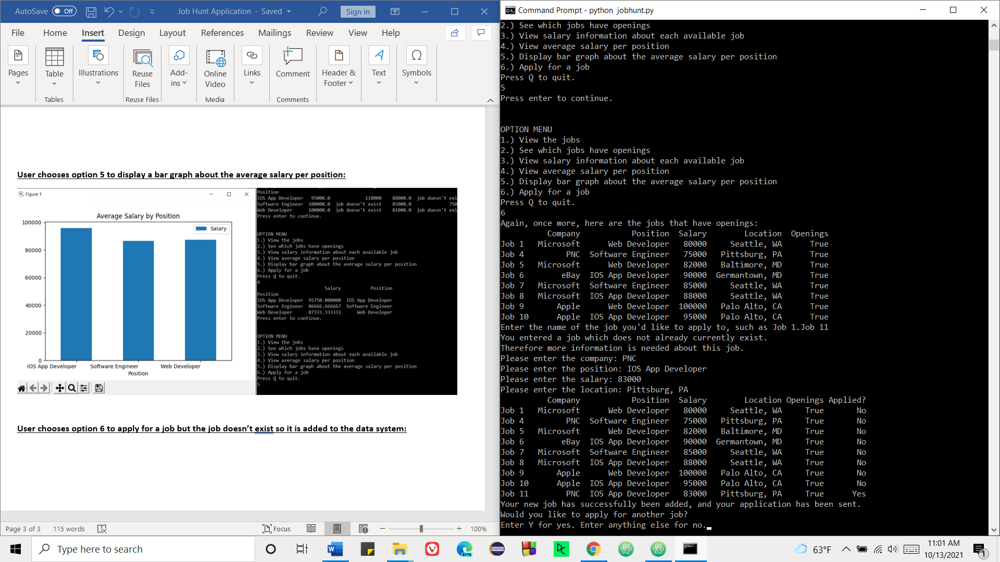 AutoSave Off Job Hunt Application - Saved Sign in
File Home Insert Design Layout References Mailings Review View Help
Pages Table Illustrations Reuse Files Add-ins Online Video Links Comment Header & Footer Text Symbols
Tables Reuse Files Media Comments
User chooses option 5 to display a bar graph about the average salary per position:
Figure 1
Average Salary by Position
Salary
100000
80000
60000
40000
20000
0
IOS App Developer Software Engineer Web Developer
Position
Position
IOS App Developer 95000.0 110000 88000.0 job doesn't exi
Software Engineer 100000.0 job doesn't exist 85000.0 750
Web Developer 100000.0 job doesn't exist 81000.0 job doesn't exi
Press enter to continue.
OPTION MENU
1.) View the jobs
2.) See which jobs have openings
3.) View salary information about each available job
4.) View average salary per position
5.) Display bar graph about the average salary per position
6.) Apply for a job
Press Q to quit.
4
Salary Position
Position
IOS App Developer 95750.000000 IOS App Developer
Software Engineer 86666.666667 Software Engineer
Web Developer 87333.333333 Web Developer
Press enter to continue.
OPTION MENU
1.) View the jobs
2.) See which jobs have openings
3.) View salary information about each available job
4.) View average salary per position
5.) Display bar graph about the average salary per position
6.) Apply for a job
Press Q to quit.
5
User chooses option 6 to apply for a job but the job doesn’t exist so it is added to the data system:
Page 3 of 3 115 words Focus 100%
Command Prompt - python jobhunt.py
2.) See which jobs have openings
3.) View salary information about each available job
4.) View average salary per position
5.) Display bar graph about the average salary per position
6.) Apply for a job
Press Q to quit.
5
Press enter to continue.
OPTION MENU
1.) View the jobs
2.) See which jobs have openings
3.) View salary information about each available job
4.) View average salary per position
5.) Display bar graph about the average salary per position
6.) Apply for a job
Press Q to quit.
6
Again, once more, here are the jobs that have openings:
Company Position Salary Location Openings
Job 1 Microsoft Web Developer 80000 Seattle, WA True
Job 4 PNC Software Engineer 75000 Pittsburg, PA True
Job 5 Microsoft Web Developer 82000 Baltimore, MD True
Job 6 eBay IOS App Developer 90000 Germantown, MD True
Job 7 Microsoft Software Engineer 85000 Seattle, WA True
Job 8 Microsoft IOS App Developer 88000 Seattle, WA True
Job 9 Apple Web Developer 100000 Palo Alto, CA True
Job 10 Apple IOS App Developer 95000 Palo Alto, CA True
Enter the name of the job you'd like to apply to, such as Job 1.Job 11
You entered a job which does not already currently exist.
Therefore more information is needed about this job.
Please enter the company: PNC
Please enter the position: IOS App Developer
Please enter the salary: 83000
Please enter the location: Pittsburg, PA
Company Position Salary Location Openings Applied?
Job 1 Microsoft Web Developer 80000 Seattle, WA True No
Job 4 PNC Software Engineer 75000 Pittsburg, PA True No
Job 5 Microsoft Web Developer 82000 Baltimore, MD True No
Job 6 eBay IOS App Developer 90000 Germantown, MD True No
Job 7 Microsoft Software Engineer 85000 Seattle, WA True No
Job 8 Microsoft IOS App Developer 88000 Seattle, WA True No
Job 9 Apple Web Developer 100000 Palo Alto, CA True No
Job 10 Apple IOS App Developer 95000 Palo Alto, CA True No
Job 11 PNC IOS App Developer 83000 Pittsburg, PA True Yes
Your new job has successfully been added, and your application has been sent.
Would you like to apply for another job?
Enter Y for yes. Enter anything else for no.
Type here to search
BETA
63°F
11:01 AM
10/13/2021
1